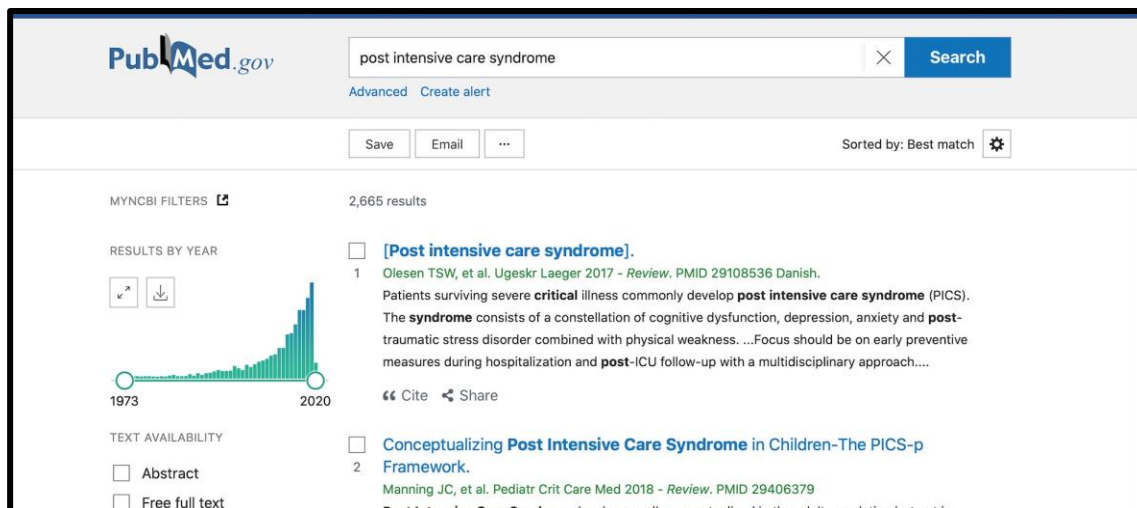 PubMed.gov
post intensive care syndrome
Search
Advanced Create alert
Save Email ...
Sorted by: Best match
MYNCBI FILTERS
2,665 results
RESULTS BY YEAR
1973 2020
TEXT AVAILABILITY
Abstract
Free full text
1
[Post intensive care syndrome].
Olesen TSW, et al. Ugeskr Laeger 2017 - Review. PMID 29108536 Danish.
Patients surviving severe critical illness commonly develop post intensive care syndrome (PICS).
The syndrome consists of a constellation of cognitive dysfunction, depression, anxiety and post-
traumatic stress disorder combined with physical weakness. ...Focus should be on early preventive
measures during hospitalization and post-ICU follow-up with a multidisciplinary approach....
Cite Share
2
Conceptualizing Post Intensive Care Syndrome in Children-The PICS-p
Framework.
Manning JC, et al. Pediatr Crit Care Med 2018 - Review. PMID 29406379